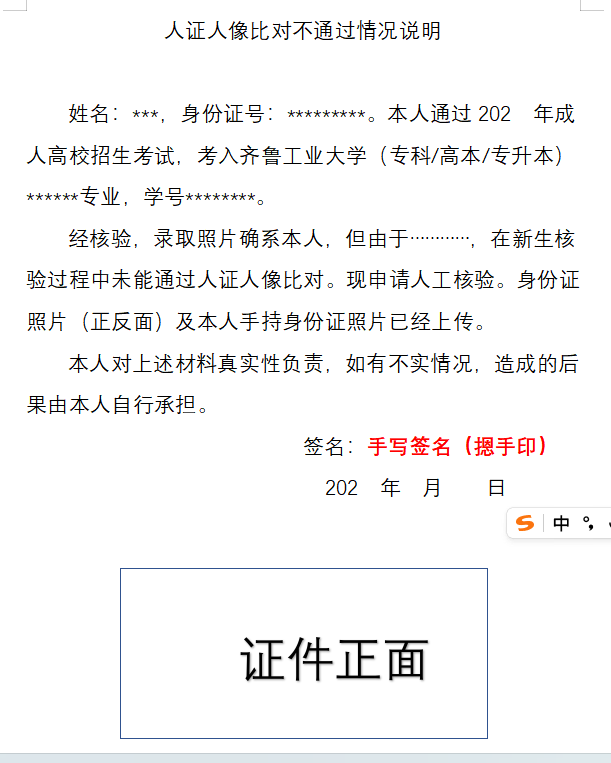 人证人像比对不通过情况说明
姓名：***，身份证号：*********。本人通过 202 年成
人高校招生考试，考入齐鲁工业大学（专科/高本/专升本）
******专业，学号********。
经核验，录取照片确系本人，但由于…………，在新生核
验过程中未能通过人证人像比对。现申请人工核验。身份证
照片（正反面）及本人手持身份证照片已经上传。
本人对上述材料真实性负责，如有不实情况，造成的后
果由本人自行承担。
签名：手写签名（摁手印）
202 年 月 日
S 中 °,
证件正面